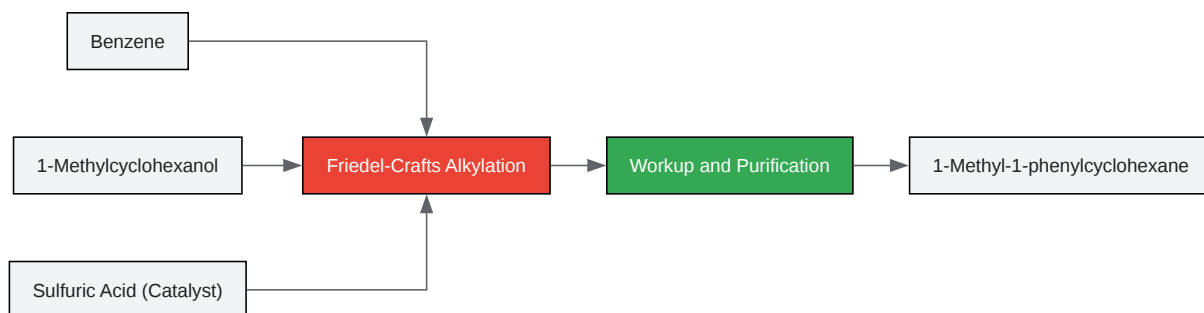 Benzene
1-Methylcyclohexanol
Friedel-Crafts Alkylation
Workup and Purification
1-Methyl-1-phenylcyclohexane
Sulfuric Acid (Catalyst)